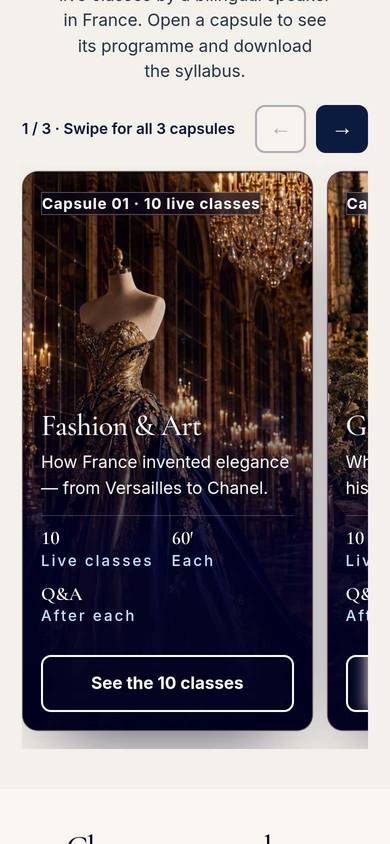 in France. Open a capsule to see
its programme and download
the syllabus.
1 / 3 · Swipe for all 3 capsules
←
→
Capsule 01 · 10 live classes
Fashion & Art
How France invented elegance
— from Versailles to Chanel.
10
60′
Live classes
Each
Q&A
After each
See the 10 classes